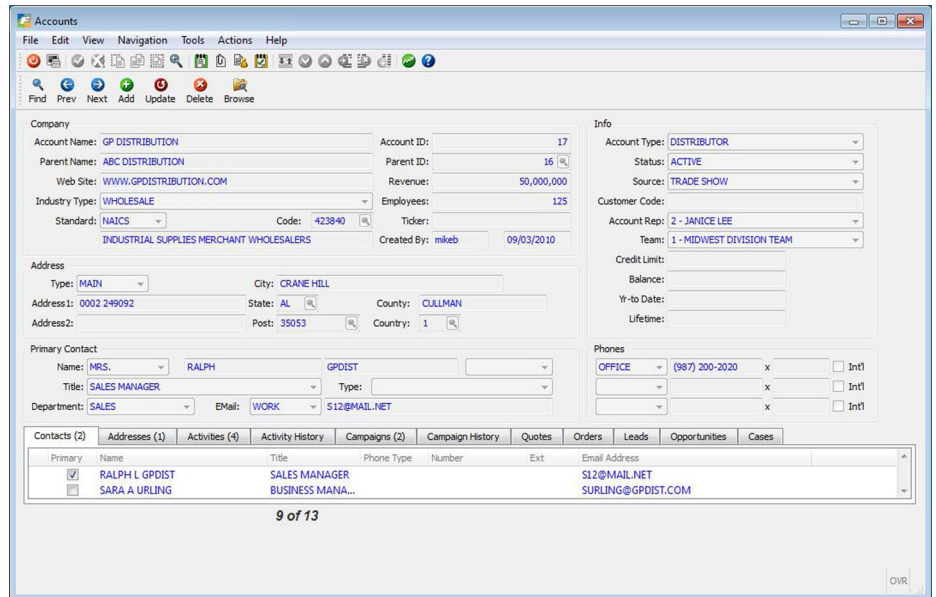 Accounts
File Edit View Navigation Tools Actions Help
Find Prev Next Add Update Delete Browse
Company
Account Name: GP DISTRIBUTION Account ID: 17
Parent Name: ABC DISTRIBUTION Parent ID: 16
Web Site: WWW.GPDISTRIBUTION.COM Revenue: 50,000,000
Industry Type: WHOLESALE Employees: 125
Standard: NAICS Code: 423840 Ticker:
INDUSTRIAL SUPPLIES MERCHANT WHOLESALERS Created By: mikeb 09/03/2010
Info
Account Type: DISTRIBUTOR
Status: ACTIVE
Source: TRADE SHOW
Customer Code:
Account Rep: 2 - JANICE LEE
Team: 1 - MIDWEST DIVISION TEAM
Credit Limit:
Balance:
Yr-to Date:
Lifetime:
Address
Type: MAIN City: CRANE HILL
Address1: 0002 249092 State: AL County: CULLMAN
Address2: Post: 35053 Country: 1
Primary Contact
Name: MRS. RALPH GPDIST
Title: SALES MANAGER Type:
Department: SALES EMail: WORK S12@MAIL.NET
Phones
OFFICE (987) 200-2020 x Int'l
x Int'l
x Int'l
Contacts (2) Addresses (1) Activities (4) Activity History Campaigns (2) Campaign History Quotes Orders Leads Opportunities Cases
Primary Name Title Phone Type Number Ext Email Address
RALPH L GPDIST SALES MANAGER S12@MAIL.NET
SARA A URLING BUSINESS MANA... SURLING@GPDIST.COM
9 of 13
OVR